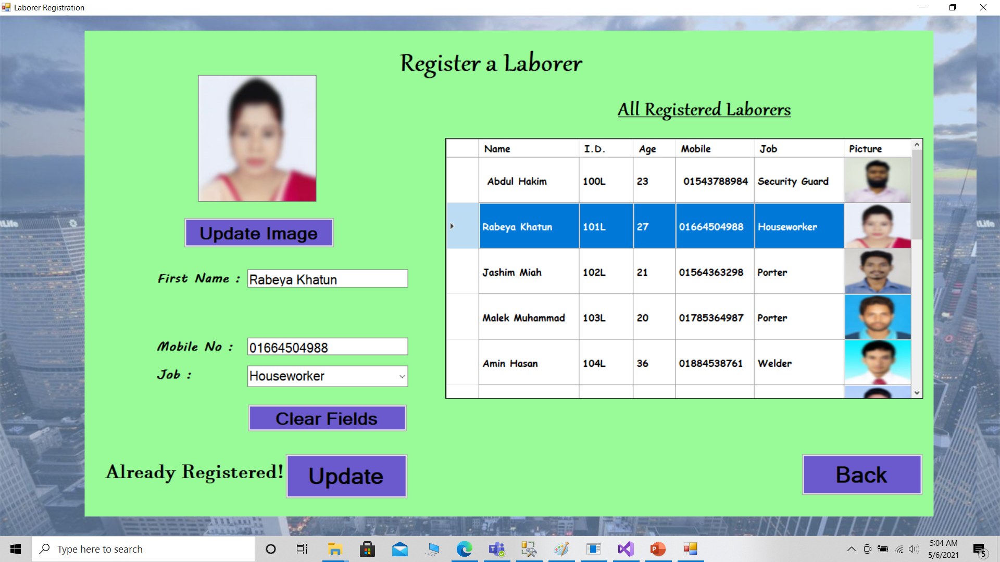 Laborer Registration
Register a Laborer
All Registered Laborers
Name I.D. Age Mobile Job Picture
Abdul Hakim 100L 23 01543788984 Security Guard
Rabeya Khatun 101L 27 01664504988 Houseworker
Jashim Miah 102L 21 01564363298 Porter
Malek Muhammad 103L 20 01785364987 Porter
Amin Hasan 104L 36 01884538761 Welder
Update Image
First Name : Rabeya Khatun
Mobile No : 01664504988
Job : Houseworker
Clear Fields
Already Registered! Update
Back
tLife
tLife
Type here to search
5:04 AM
5/6/2021
5